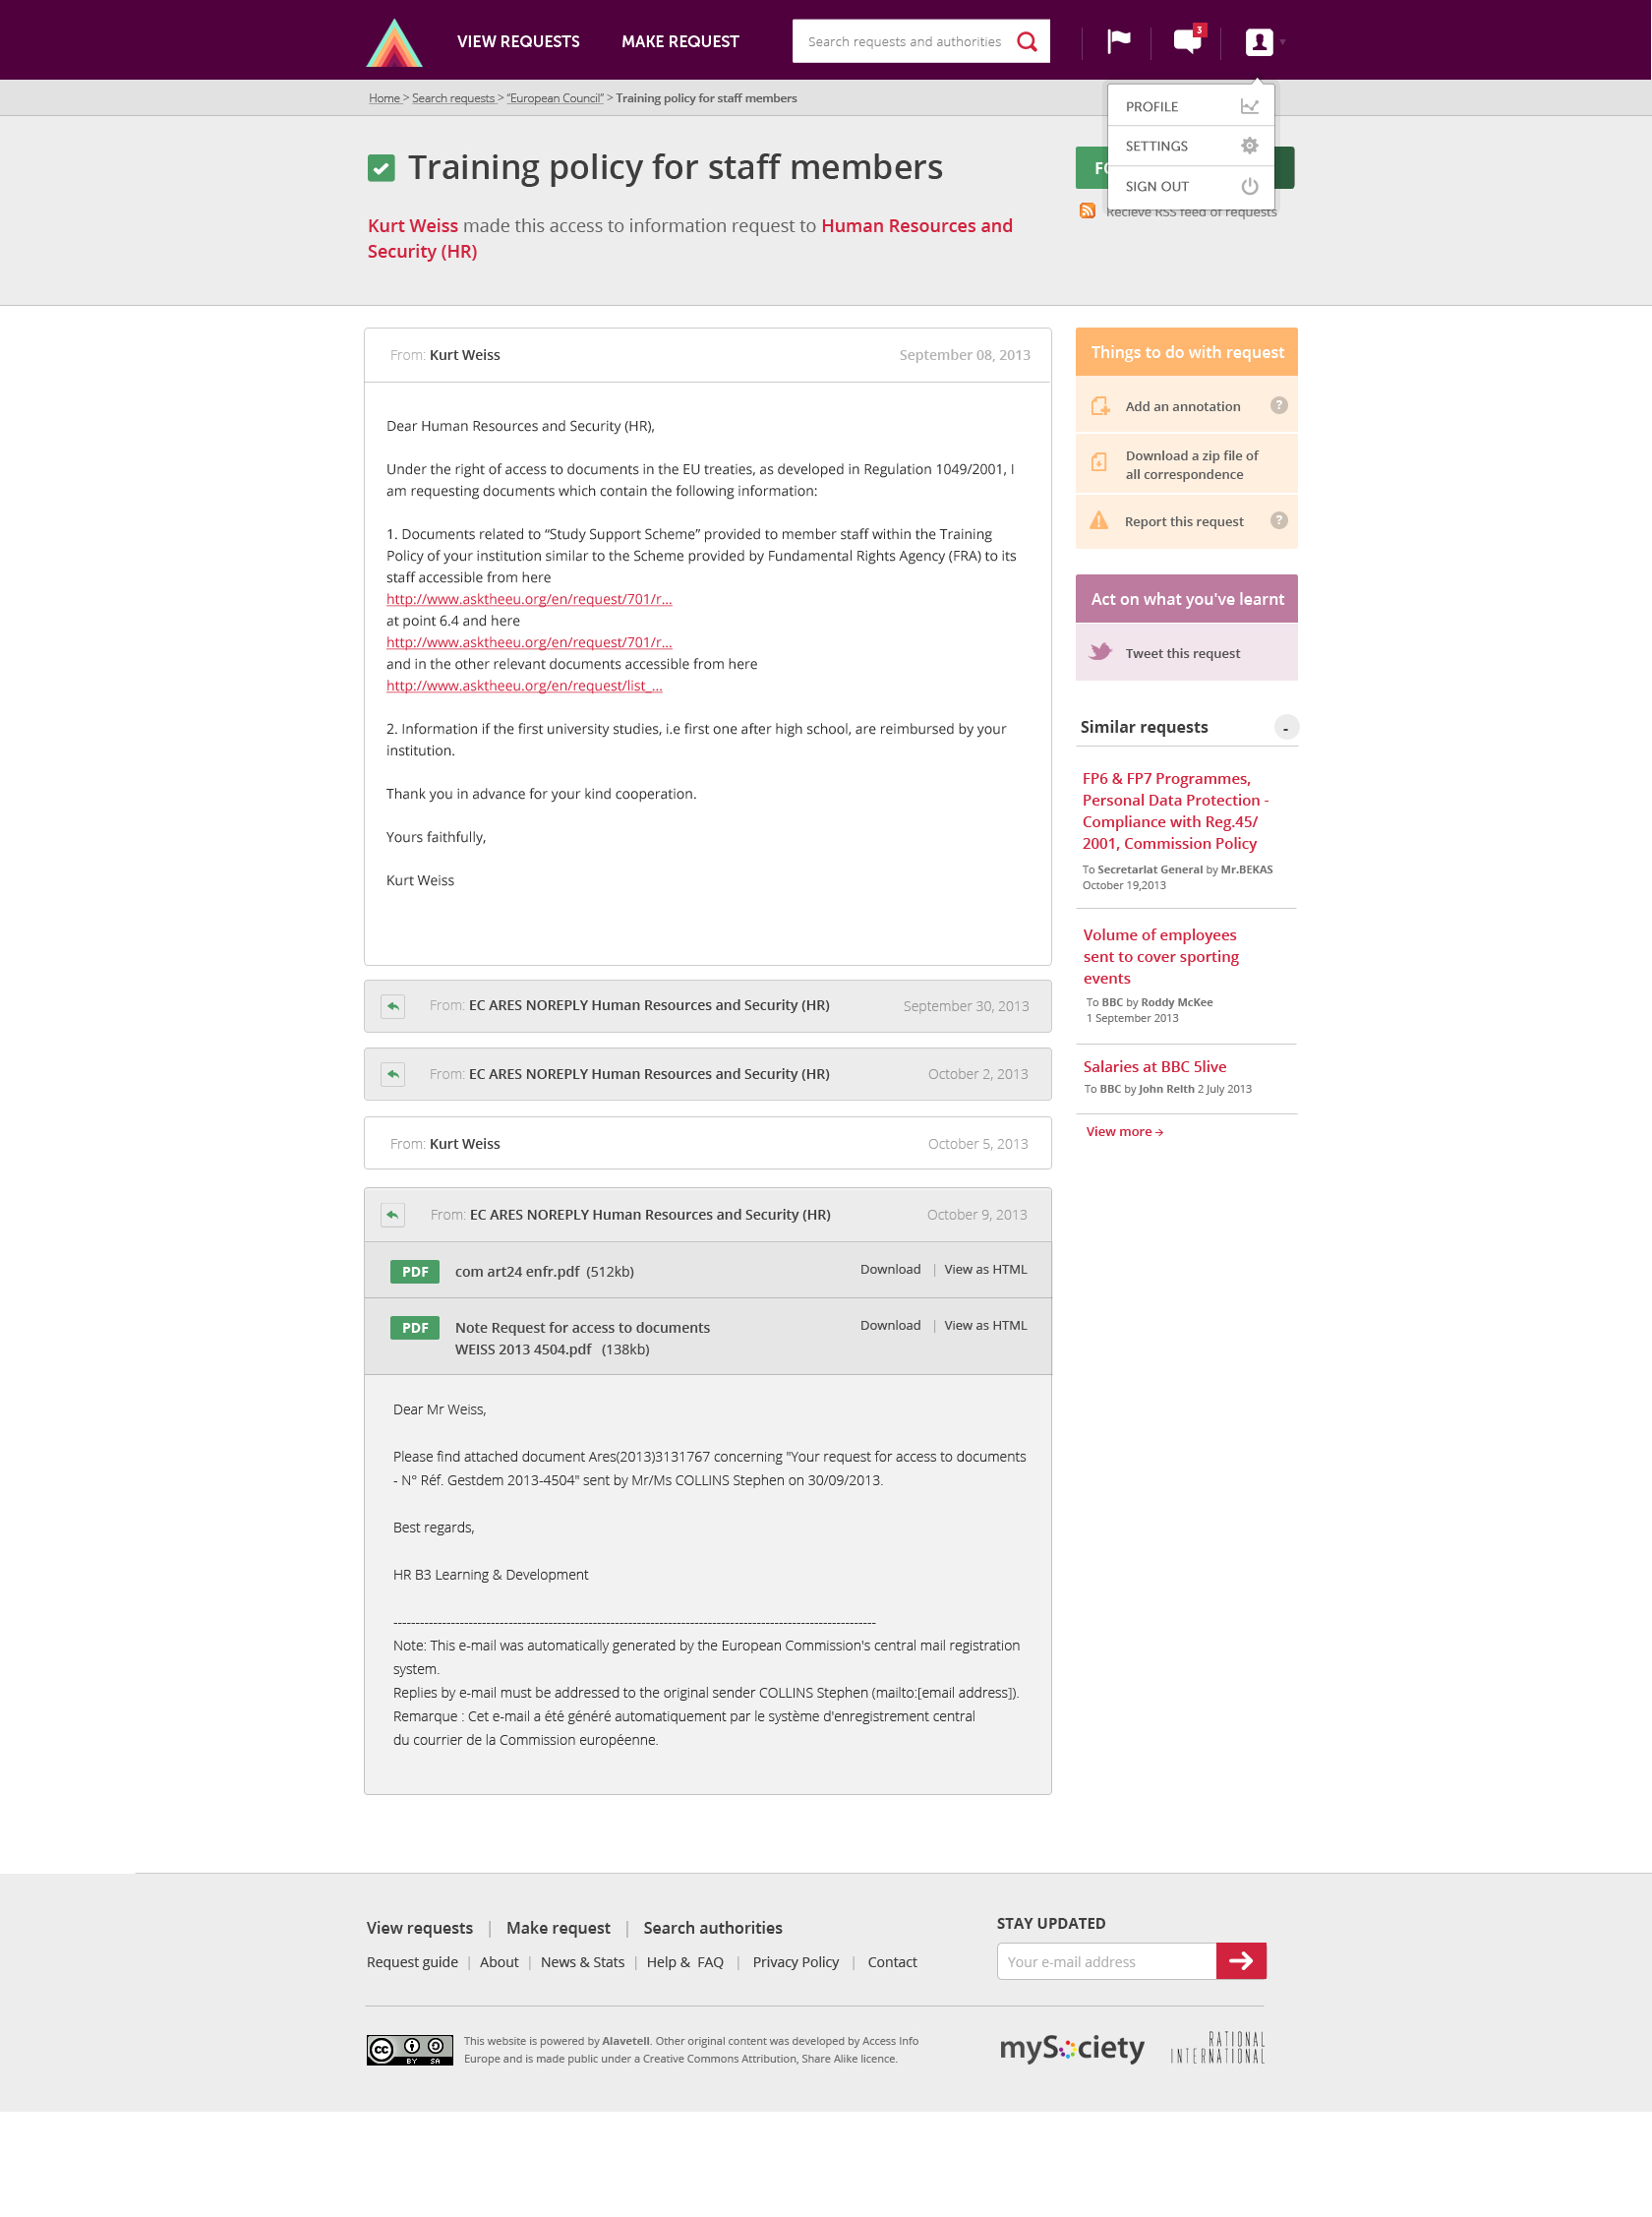 VIEW REQUESTS MAKE REQUEST Search requests and authorities 3
Home > Search requests > "European Council" > Training policy for staff members
PROFILE
SETTINGS
SIGN OUT
Training policy for staff members
Recieve RSS feed of requests
Kurt Weiss made this access to information request to Human Resources and
Security (HR)
From: Kurt Weiss September 08, 2013
Dear Human Resources and Security (HR),
Under the right of access to documents in the EU treaties, as developed in Regulation 1049/2001, I
am requesting documents which contain the following information:
1. Documents related to “Study Support Scheme” provided to member staff within the Training
Policy of your institution similar to the Scheme provided by Fundamental Rights Agency (FRA) to its
staff accessible from here
http://www.asktheeu.org/en/request/701/r...
at point 6.4 and here
http://www.asktheeu.org/en/request/701/r...
and in the other relevant documents accessible from here
http://www.asktheeu.org/en/request/list_...
2. Information if the first university studies, i.e first one after high school, are reimbursed by your
institution.
Thank you in advance for your kind cooperation.
Yours faithfully,
Kurt Weiss
From: EC ARES NOREPLY Human Resources and Security (HR) September 30, 2013
From: EC ARES NOREPLY Human Resources and Security (HR) October 2, 2013
From: Kurt Weiss October 5, 2013
From: EC ARES NOREPLY Human Resources and Security (HR) October 9, 2013
PDF com art24 enfr.pdf (512kb) Download | View as HTML
PDF Note Request for access to documents Download | View as HTML
WEISS 2013 4504.pdf (138kb)
Dear Mr Weiss,
Please find attached document Ares(2013)3131767 concerning "Your request for access to documents
- N° Réf. Gestdem 2013-4504" sent by Mr/Ms COLLINS Stephen on 30/09/2013.
Best regards,
HR B3 Learning & Development
--------------------------------------------------------------------------------------------------------------
Note: This e-mail was automatically generated by the European Commission's central mail registration
system.
Replies by e-mail must be addressed to the original sender COLLINS Stephen (mailto:[email address]).
Remarque : Cet e-mail a été généré automatiquement par le système d'enregistrement central
du courrier de la Commission européenne.
Things to do with request
Add an annotation ?
Download a zip file of
all correspondence
Report this request ?
Act on what you've learnt
Tweet this request
Similar requests -
FP6 & FP7 Programmes,
Personal Data Protection -
Compliance with Reg.45/
2001, Commission Policy
To Secretariat General by Mr.BEKAS
October 19,2013
Volume of employees
sent to cover sporting
events
To BBC by Roddy McKee
1 September 2013
Salaries at BBC 5live
To BBC by John Reith 2 July 2013
View more →
View requests | Make request | Search authorities
Request guide | About | News & Stats | Help & FAQ | Privacy Policy | Contact
STAY UPDATED
Your e-mail address
cc BY SA
This website is powered by Alavetell. Other original content was developed by Access Info
Europe and is made public under a Creative Commons Attribution, Share Alike licence.
mySociety
RATIONAL
INTERNATIONAL